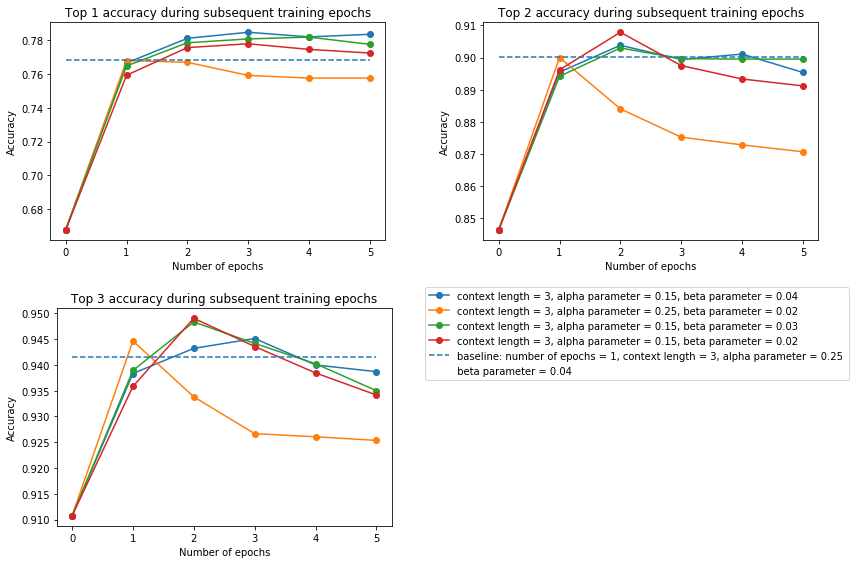 Top 1 accuracy during subsequent training epochs
0.78
0.76
0.74
0.72
0.70
0.68
Accuracy
0 1 2 3 4 5
Number of epochs
Top 2 accuracy during subsequent training epochs
0.91
0.90
0.89
0.88
0.87
0.86
0.85
Accuracy
0 1 2 3 4 5
Number of epochs
Top 3 accuracy during subsequent training epochs
0.950
0.945
0.940
0.935
0.930
0.925
0.920
0.915
0.910
Accuracy
0 1 2 3 4 5
Number of epochs
context length = 3, alpha parameter = 0.15, beta parameter = 0.04
context length = 3, alpha parameter = 0.25, beta parameter = 0.02
context length = 3, alpha parameter = 0.15, beta parameter = 0.03
context length = 3, alpha parameter = 0.15, beta parameter = 0.02
baseline: number of epochs = 1, context length = 3, alpha parameter = 0.25
beta parameter = 0.04